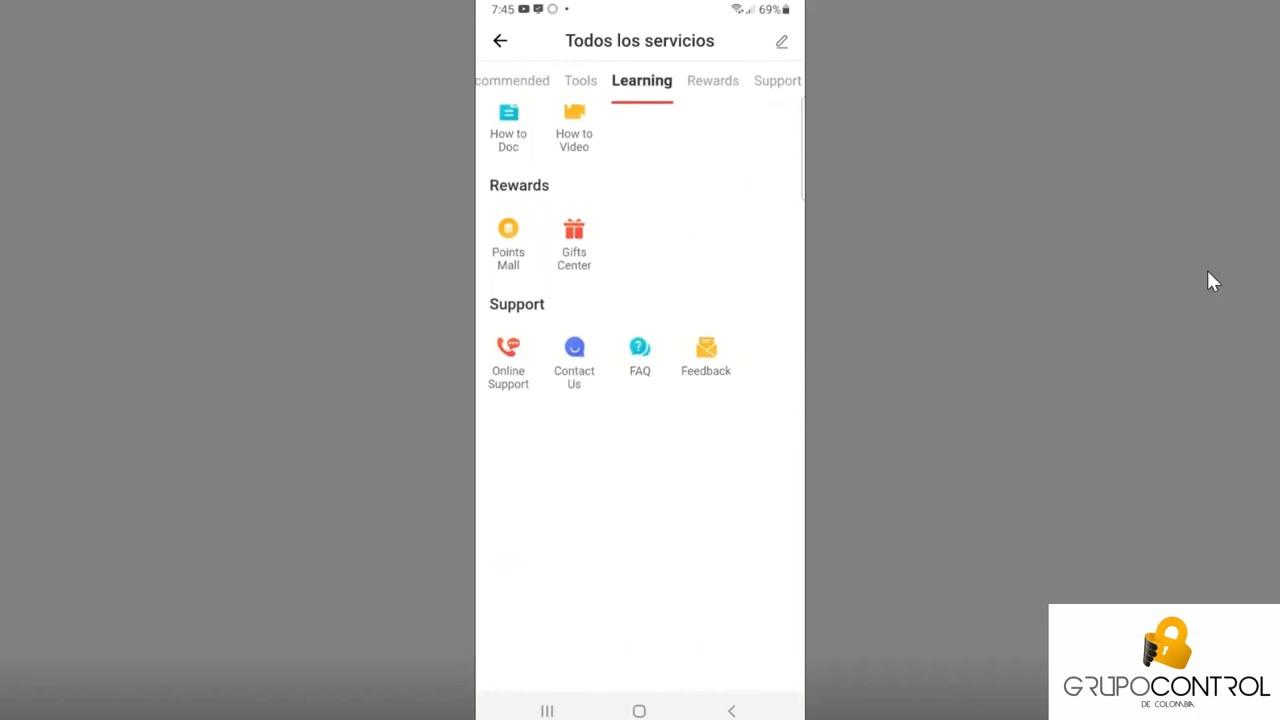 7:45
69%
Todos los servicios
commended Tools Learning Rewards Support
How to Doc
How to Video
Rewards
Points Mall
Gifts Center
Support
Online Support
Contact Us
FAQ
Feedback
GRUPOCONTROL
DE COLOMBIA